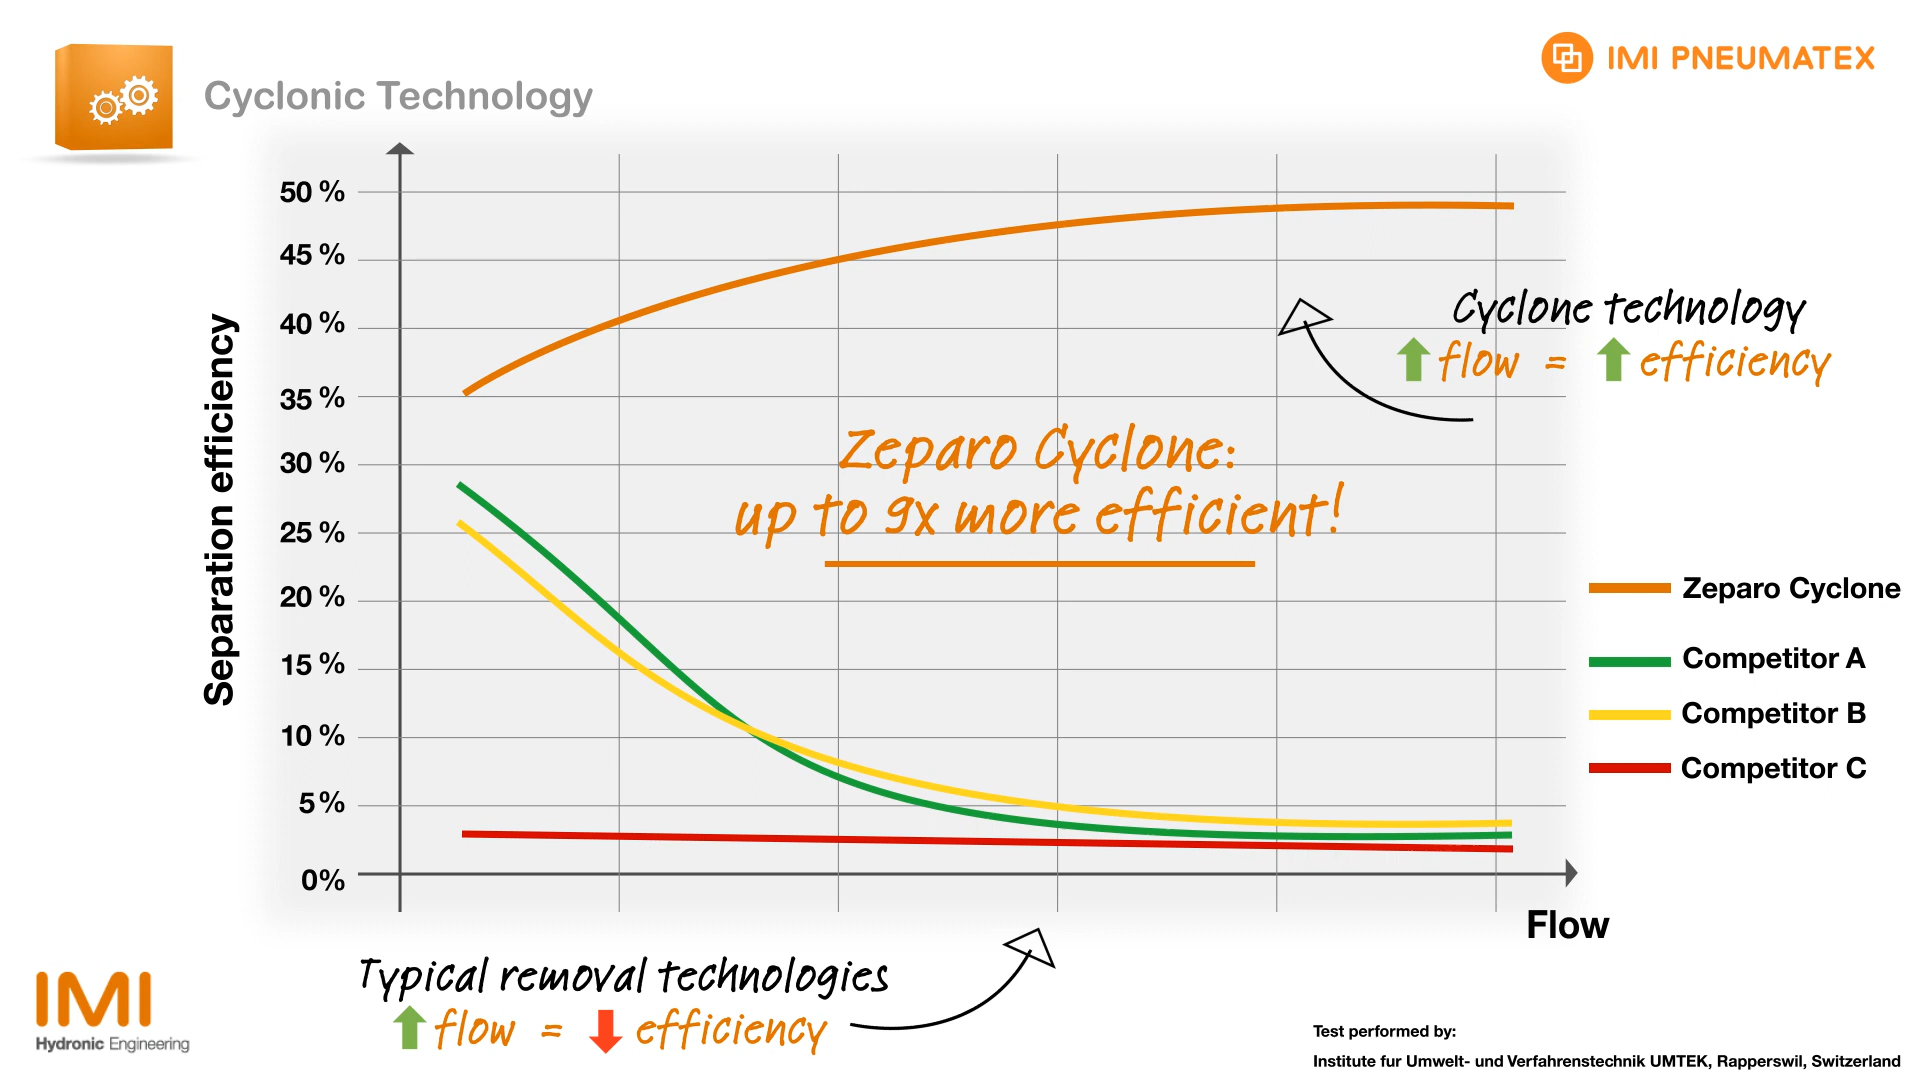 Cyclonic Technology
IMI PNEUMATEX
50 %
45 %
40 %
35 %
30 %
25 %
20 %
15 %
10 %
5 %
0%
Separation efficiency
Flow
Cyclone technology
flow = efficiency
Zeparo Cyclone:
up to 9x more efficient!
Zeparo Cyclone
Competitor A
Competitor B
Competitor C
Typical removal technologies
flow = efficiency
IMI
Hydronic Engineering
Test performed by:
Institute fur Umwelt- und Verfahrenstechnik UMTEK, Rapperswil, Switzerland